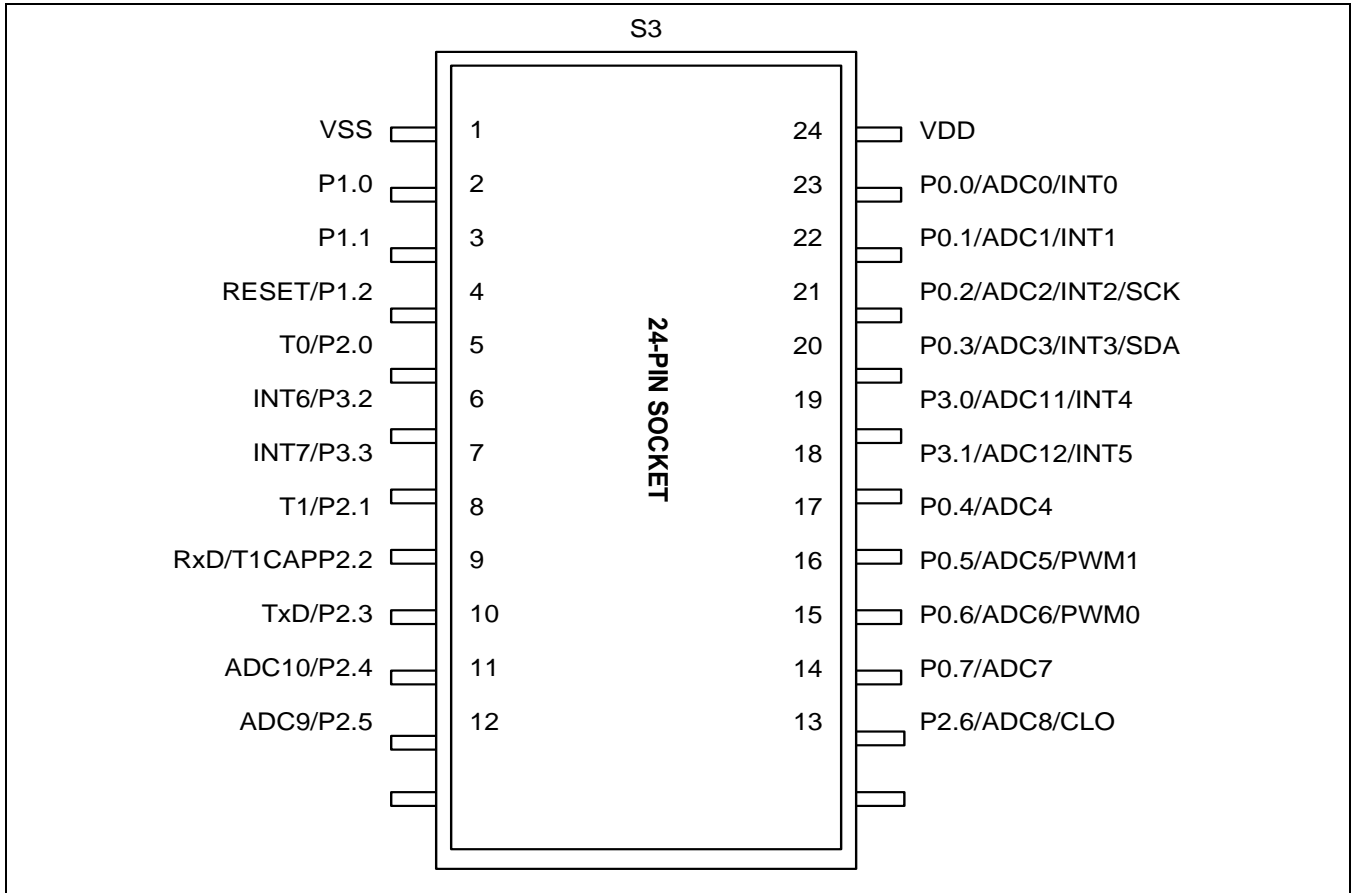 S3
VSS 1 24 VDD
P1.0 2 23 P0.0/ADC0/INT0
P1.1 3 22 P0.1/ADC1/INT1
RESET/P1.2 4 21 P0.2/ADC2/INT2/SCK
T0/P2.0 5 20 P0.3/ADC3/INT3/SDA
INT6/P3.2 6 19 P3.0/ADC11/INT4
INT7/P3.3 7 18 P3.1/ADC12/INT5
T1/P2.1 8 17 P0.4/ADC4
RxD/T1CAPP2.2 9 16 P0.5/ADC5/PWM1
TxD/P2.3 10 15 P0.6/ADC6/PWM0
ADC10/P2.4 11 14 P0.7/ADC7
ADC9/P2.5 12 13 P2.6/ADC8/CLO
24-PIN SOCKET